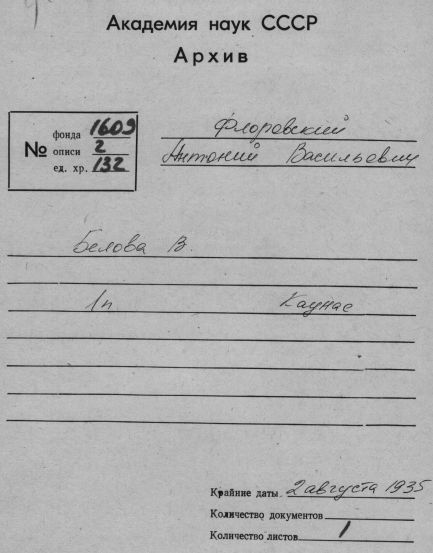 Академия наук СССР
Архив
№
фонда 1609
описи 2
ед. хр. 132
Флоровский
Антоний Васильевич
Белова В.
1п Каунас
Крайние даты 2 августа 1935
Количество документов
Количество листов 1